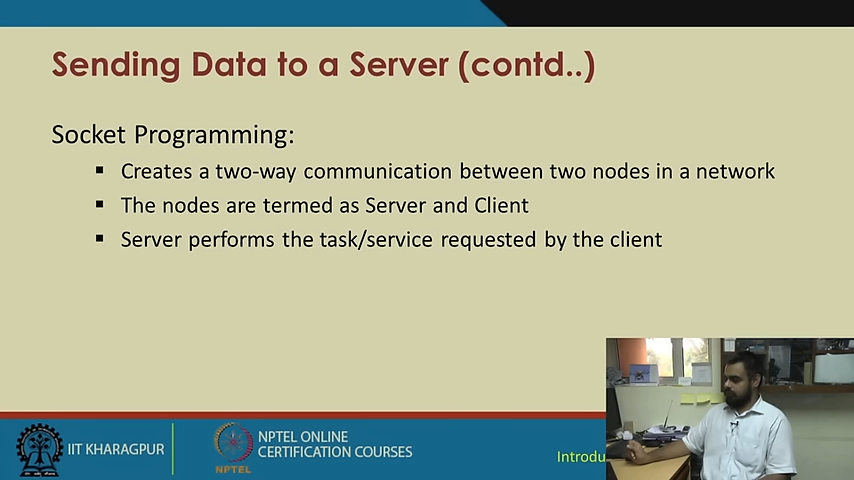 Sending Data to a Server (contd..)
Socket Programming:
▪ Creates a two-way communication between two nodes in a network
▪ The nodes are termed as Server and Client
▪ Server performs the task/service requested by the client
IIT KHARAGPUR
NPTEL
NPTEL ONLINE
CERTIFICATION COURSES
Introdu